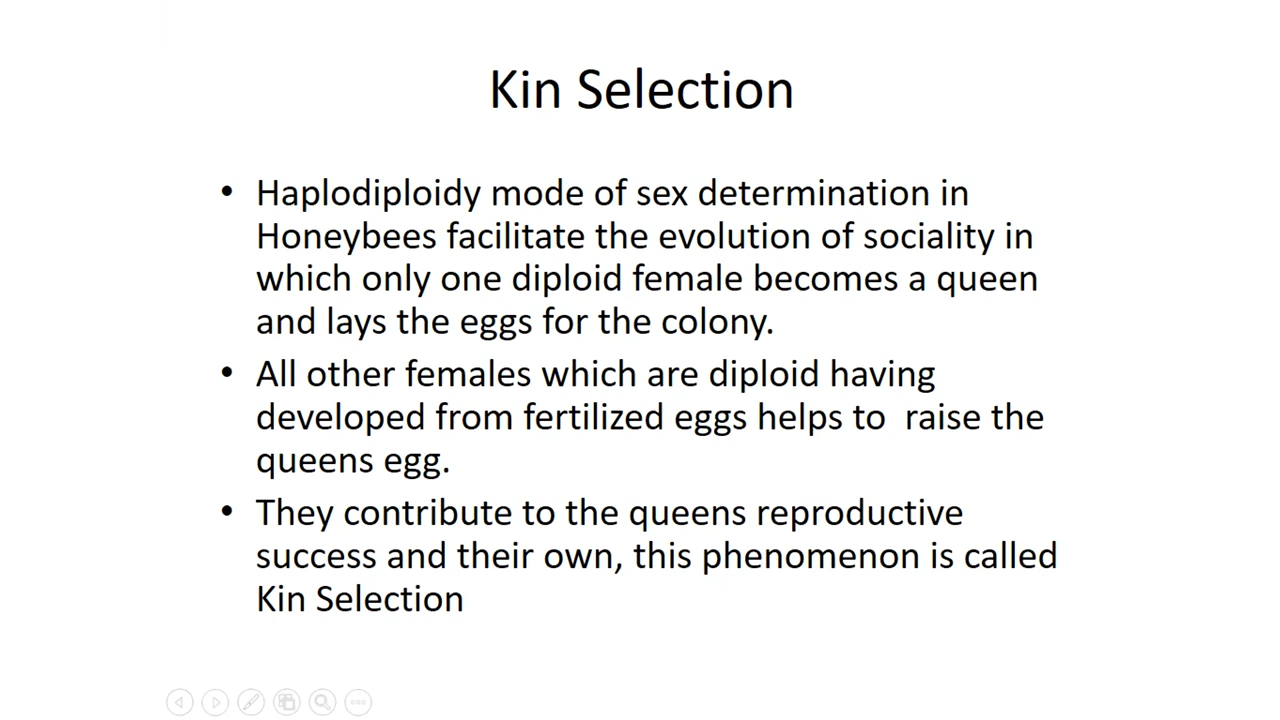 Kin Selection
• Haplodiploidy mode of sex determination in
Honeybees facilitate the evolution of sociality in
which only one diploid female becomes a queen
and lays the eggs for the colony.
• All other females which are diploid having
developed from fertilized eggs helps to  raise the
queens egg.
• They contribute to the queens reproductive
success and their own, this phenomenon is called
Kin Selection